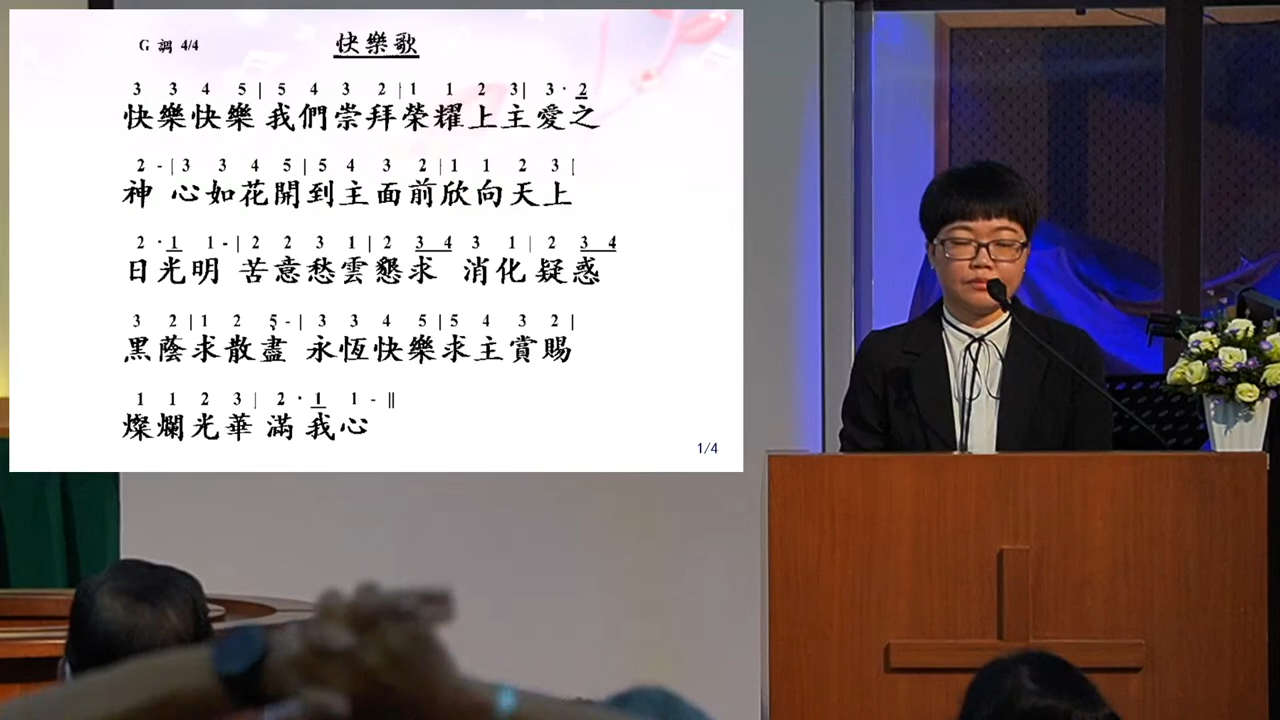 G 調 4/4 快樂歌
3 3 4 5 | 5 4 3 2 | 1 1 2 3 | 3 · 2
快樂快樂 我們崇拜榮耀上主愛之
2 - | 3 3 4 5 | 5 4 3 2 | 1 1 2 3 |
神 心如花開到主面前欣向天上
2 · 1 1 - | 2 2 3 1 | 2 3 4 3 1 | 2 3 4
日光明 苦意愁雲懇求 消化疑惑
3 2 | 1 2 5̣ - | 3 3 4 5 | 5 4 3 2 |
黑蔭求散盡 永恆快樂求主賞賜
1 1 2 3 | 2 · 1 1 - ‖
燦爛光華 滿我心
1/4